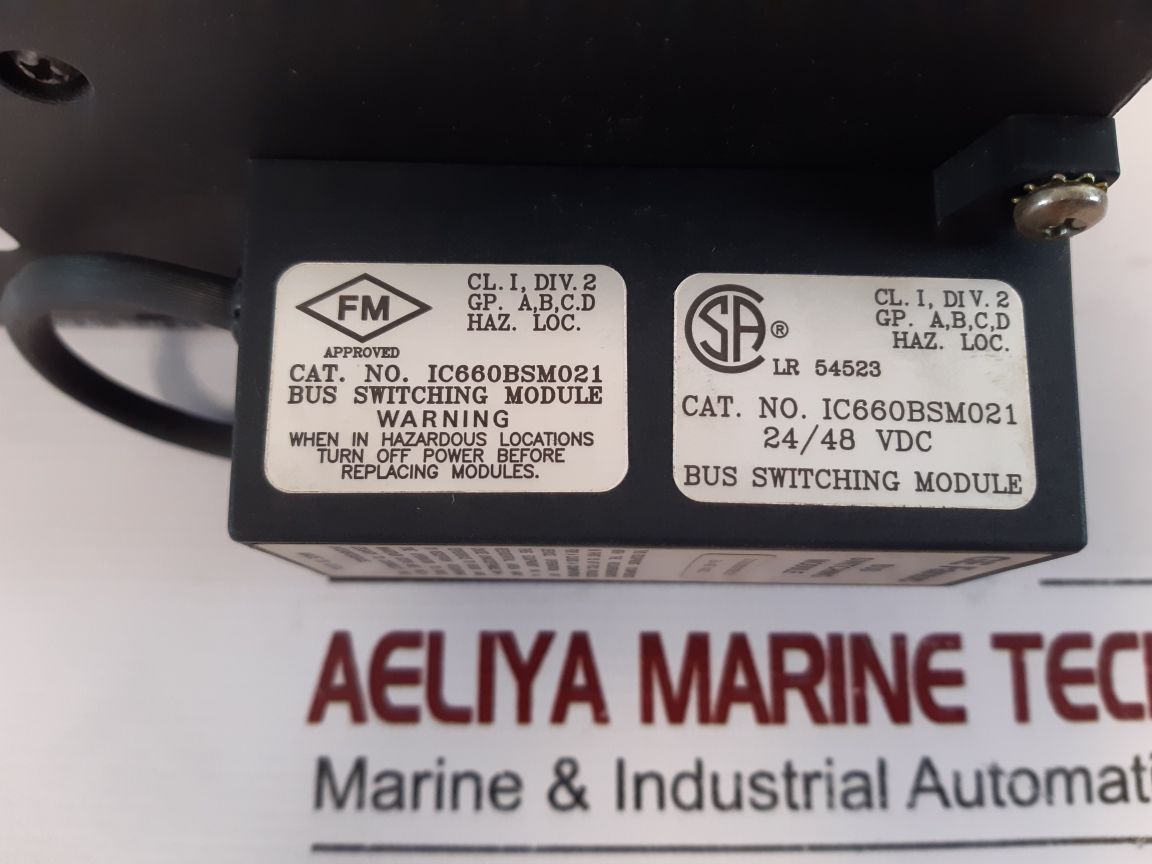 FM
APPROVED
CL. I, DIV. 2
GP. A,B,C.D
HAZ. LOC.
CAT. NO. IC660BSM021
BUS SWITCHING MODULE
WARNING
WHEN IN HAZARDOUS LOCATIONS
TURN OFF POWER BEFORE
REPLACING MODULES.
SA®
LR 54523
CL. I, DIV. 2
GP. A,B,C,D
HAZ. LOC.
CAT. NO. IC660BSM021
24/48 VDC
BUS SWITCHING MODULE
AELIYA MARINE TEC
Marine & Industrial Automati